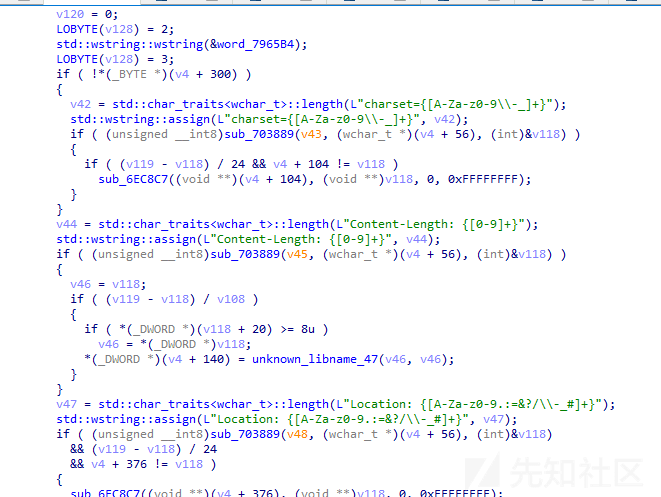 v120 = 0;
LOBYTE(v128) = 2;
std::wstring::wstring(&word_7965B4);
LOBYTE(v128) = 3;
if ( !*(_BYTE *)(v4 + 300) )
{
v42 = std::char_traits<wchar_t>::length(L"charset={[A-Za-z0-9\\-_]+}");
std::wstring::assign(L"charset={[A-Za-z0-9\\-_]+}", v42);
if ( (unsigned __int8)sub_703889(v43, (wchar_t *)(v4 + 56), (int)&v118) )
{
if ( (v119 - v118) / 24 && v4 + 104 != v118 )
sub_6EC8C7((void **)(v4 + 104), (void **)v118, 0, 0xFFFFFFFF);
}
}
v44 = std::char_traits<wchar_t>::length(L"Content-Length: {[0-9]+}");
std::wstring::assign(L"Content-Length: {[0-9]+}", v44);
if ( (unsigned __int8)sub_703889(v45, (wchar_t *)(v4 + 56), (int)&v118) )
{
v46 = v118;
if ( (v119 - v118) / v108 )
{
if ( *(_DWORD *)(v118 + 20) >= 8u )
v46 = *(_DWORD *)v118;
*(_DWORD *)(v4 + 140) = unknown_libname_47(v46, v46);
}
}
v47 = std::char_traits<wchar_t>::length(L"Location: {[A-Za-z0-9.:=&?/\\-_#]+}");
std::wstring::assign(L"Location: {[A-Za-z0-9.:=&?/\\-_#]+}", v47);
if ( (unsigned __int8)sub_703889(v48, (wchar_t *)(v4 + 56), (int)&v118)
&& (v119 - v118) / 24
&& v4 + 376 != v118 )
{
sub_6EC8C7((void **)(v4 + 376), (void **)v118, 0, 0xFFFFFFFF);
先知社区